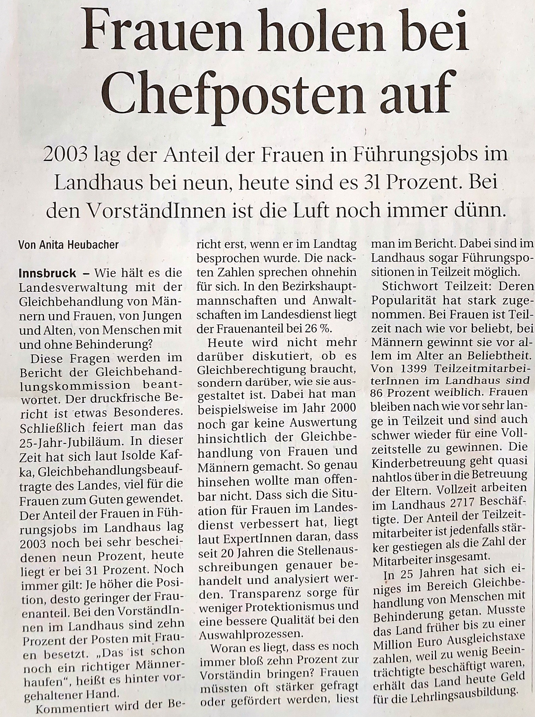 Frauen holen bei
Chefposten auf
2003 lag der Anteil der Frauen in Führungsjobs im
Landhaus bei neun, heute sind es 31 Prozent. Bei
den VorständInnen ist die Luft noch immer dünn.
Von Anita Heubacher
Innsbruck – Wie hält es die
Landesverwaltung mit der
Gleichbehandlung von Män-
nern und Frauen, von Jungen
und Alten, von Menschen mit
und ohne Behinderung?
Diese Fragen werden im
Bericht der Gleichbehand-
lungskommission beant-
wortet. Der druckfrische Be-
richt ist etwas Besonderes.
Schließlich feiert man das
25-Jahr-Jubiläum. In dieser
Zeit hat sich laut Isolde Kaf-
ka, Gleichbehandlungsbeauf-
tragte des Landes, viel für die
Frauen zum Guten gewendet.
Der Anteil der Frauen in Füh-
rungsjobs im Landhaus lag
2003 noch bei sehr beschei-
denen neun Prozent, heute
liegt er bei 31 Prozent. Noch
immer gilt: Je höher die Posi-
tion, desto geringer der Frau-
enanteil. Bei den VorständIn-
nen im Landhaus sind zehn
Prozent der Posten mit Frau-
en besetzt. „Das ist schon
noch ein richtiger Männer-
haufen“, heißt es hinter vor-
gehaltener Hand.
Kommentiert wird der Be-
richt erst, wenn er im Landtag
besprochen wurde. Die nack-
ten Zahlen sprechen ohnehin
für sich. In den Bezirkshaupt-
mannschaften und Anwalt-
schaften im Landesdienst liegt
der Frauenanteil bei 26 %.
Heute wird nicht mehr
darüber diskutiert, ob es
Gleichberechtigung braucht,
sondern darüber, wie sie aus-
gestaltet ist. Dabei hat man
beispielsweise im Jahr 2000
noch gar keine Auswertung
hinsichtlich der Gleichbe-
handlung von Frauen und
Männern gemacht. So genau
hinsehen wollte man offen-
bar nicht. Dass sich die Situ-
ation für Frauen im Landes-
dienst verbessert hat, liegt
laut ExpertInnen daran, dass
seit 20 Jahren die Stellenaus-
schreibungen genauer be-
handelt und analysiert wer-
den. Transparenz sorge für
weniger Protektionismus und
eine bessere Qualität bei den
Auswahlprozessen.
Woran es liegt, dass es noch
immer bloß zehn Prozent zur
Vorständin bringen? Frauen
müssten oft stärker gefragt
oder gefördert werden, liest
man im Bericht. Dabei sind im
Landhaus sogar Führungspo-
sitionen in Teilzeit möglich.
Stichwort Teilzeit: Deren
Popularität hat stark zuge-
nommen. Bei Frauen ist Teil-
zeit nach wie vor beliebt, bei
Männern gewinnt sie vor al-
lem im Alter an Beliebtheit.
Von 1399 Teilzeitmitarbei-
terInnen im Landhaus sind
86 Prozent weiblich. Frauen
bleiben nach wie vor sehr lan-
ge in Teilzeit und sind auch
schwer wieder für eine Voll-
zeitstelle zu gewinnen. Die
Kinderbetreuung geht quasi
nahtlos über in die Betreuung
der Eltern. Vollzeit arbeiten
im Landhaus 2717 Beschäf-
tigte. Der Anteil der Teilzeit-
mitarbeiter ist jedenfalls stär-
ker gestiegen als die Zahl der
Mitarbeiter insgesamt.
In 25 Jahren hat sich ei-
niges im Bereich Gleichbe-
handlung von Menschen mit
Behinderung getan. Musste
das Land früher bis zu einer
Million Euro Ausgleichstaxe
zahlen, weil zu wenig Beein-
trächtigte beschäftigt waren,
erhält das Land heute Geld
für die Lehrlingsausbildung.